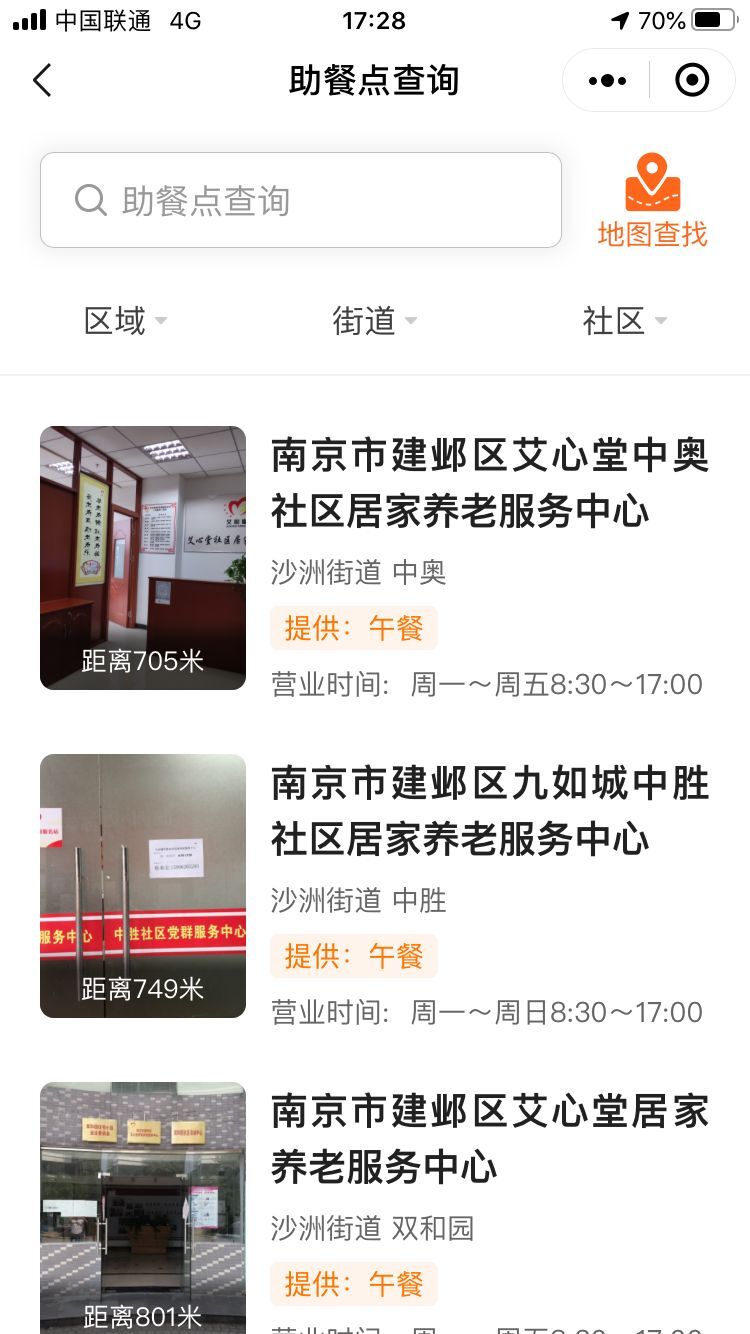 中国联通 4G 17:28 70%
助餐点查询
助餐点查询
地图查找
区域 街道 社区
南京市建邺区艾心堂中奥
社区居家养老服务中心
沙洲街道 中奥
提供：午餐
营业时间: 周一～周五8:30～17:00
距离705米
南京市建邺区九如城中胜
社区居家养老服务中心
沙洲街道 中胜
提供：午餐
营业时间: 周一～周日8:30～17:00
服务中心 中胜社区党群服务中心
距离749米
南京市建邺区艾心堂居家
养老服务中心
沙洲街道 双和园
提供：午餐
距离801米